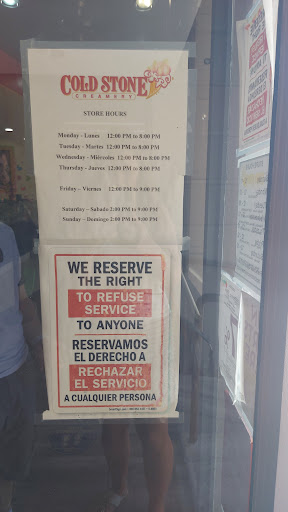 COLD STONE
CREAMERY
STORE HOURS
Monday - Lunes 12:00 PM to 8:00 PM
Tuesday - Martes 12:00 PM to 8:00 PM
Wednesday – Miércoles 12:00 PM to 8:00 PM
Thursday - Jueves 12:00 PM to 8:00 PM
Friday – Viernes 12:00 PM to 9:00 PM
Saturday – Sabado 2:00 PM to 9:00 PM
Sunday – Domingo 2:00 PM to 9:00 PM
WE RESERVE
THE RIGHT
TO REFUSE
SERVICE
TO ANYONE
RESERVAMOS
EL DERECHO A
RECHAZAR
EL SERVICIO
A CUALQUIER PERSONA